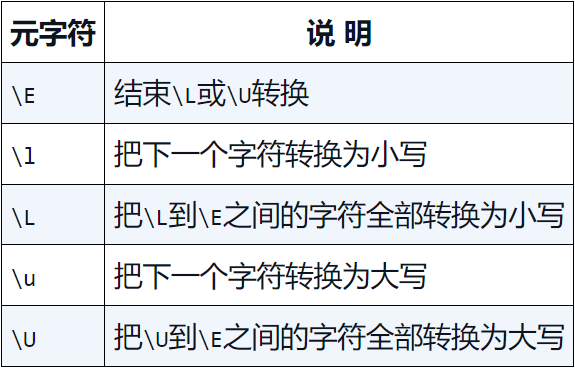 元字符 说 明
\E 结束\L或\U转换
\l 把下一个字符转换为小写
\L 把\L到\E之间的字符全部转换为小写
\u 把下一个字符转换为大写
\U 把\U到\E之间的字符全部转换为大写